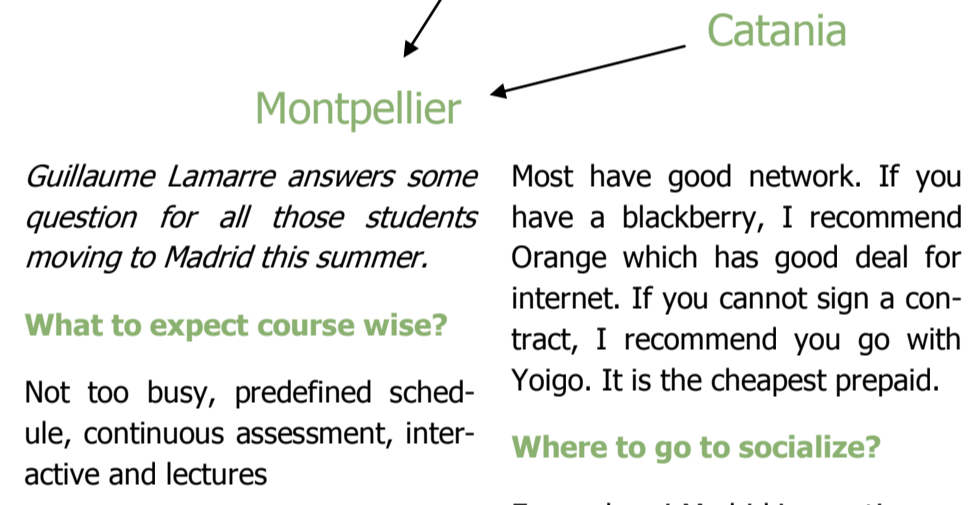 Catania
Montpellier
Guillaume Lamarre answers some
question for all those students
moving to Madrid this summer.
What to expect course wise?
Not too busy, predefined sched-
ule, continuous assessment, inter-
active and lectures
Most have good network. If you
have a blackberry, I recommend
Orange which has good deal for
internet. If you cannot sign a con-
tract, I recommend you go with
Yoigo. It is the cheapest prepaid.
Where to go to socialize?